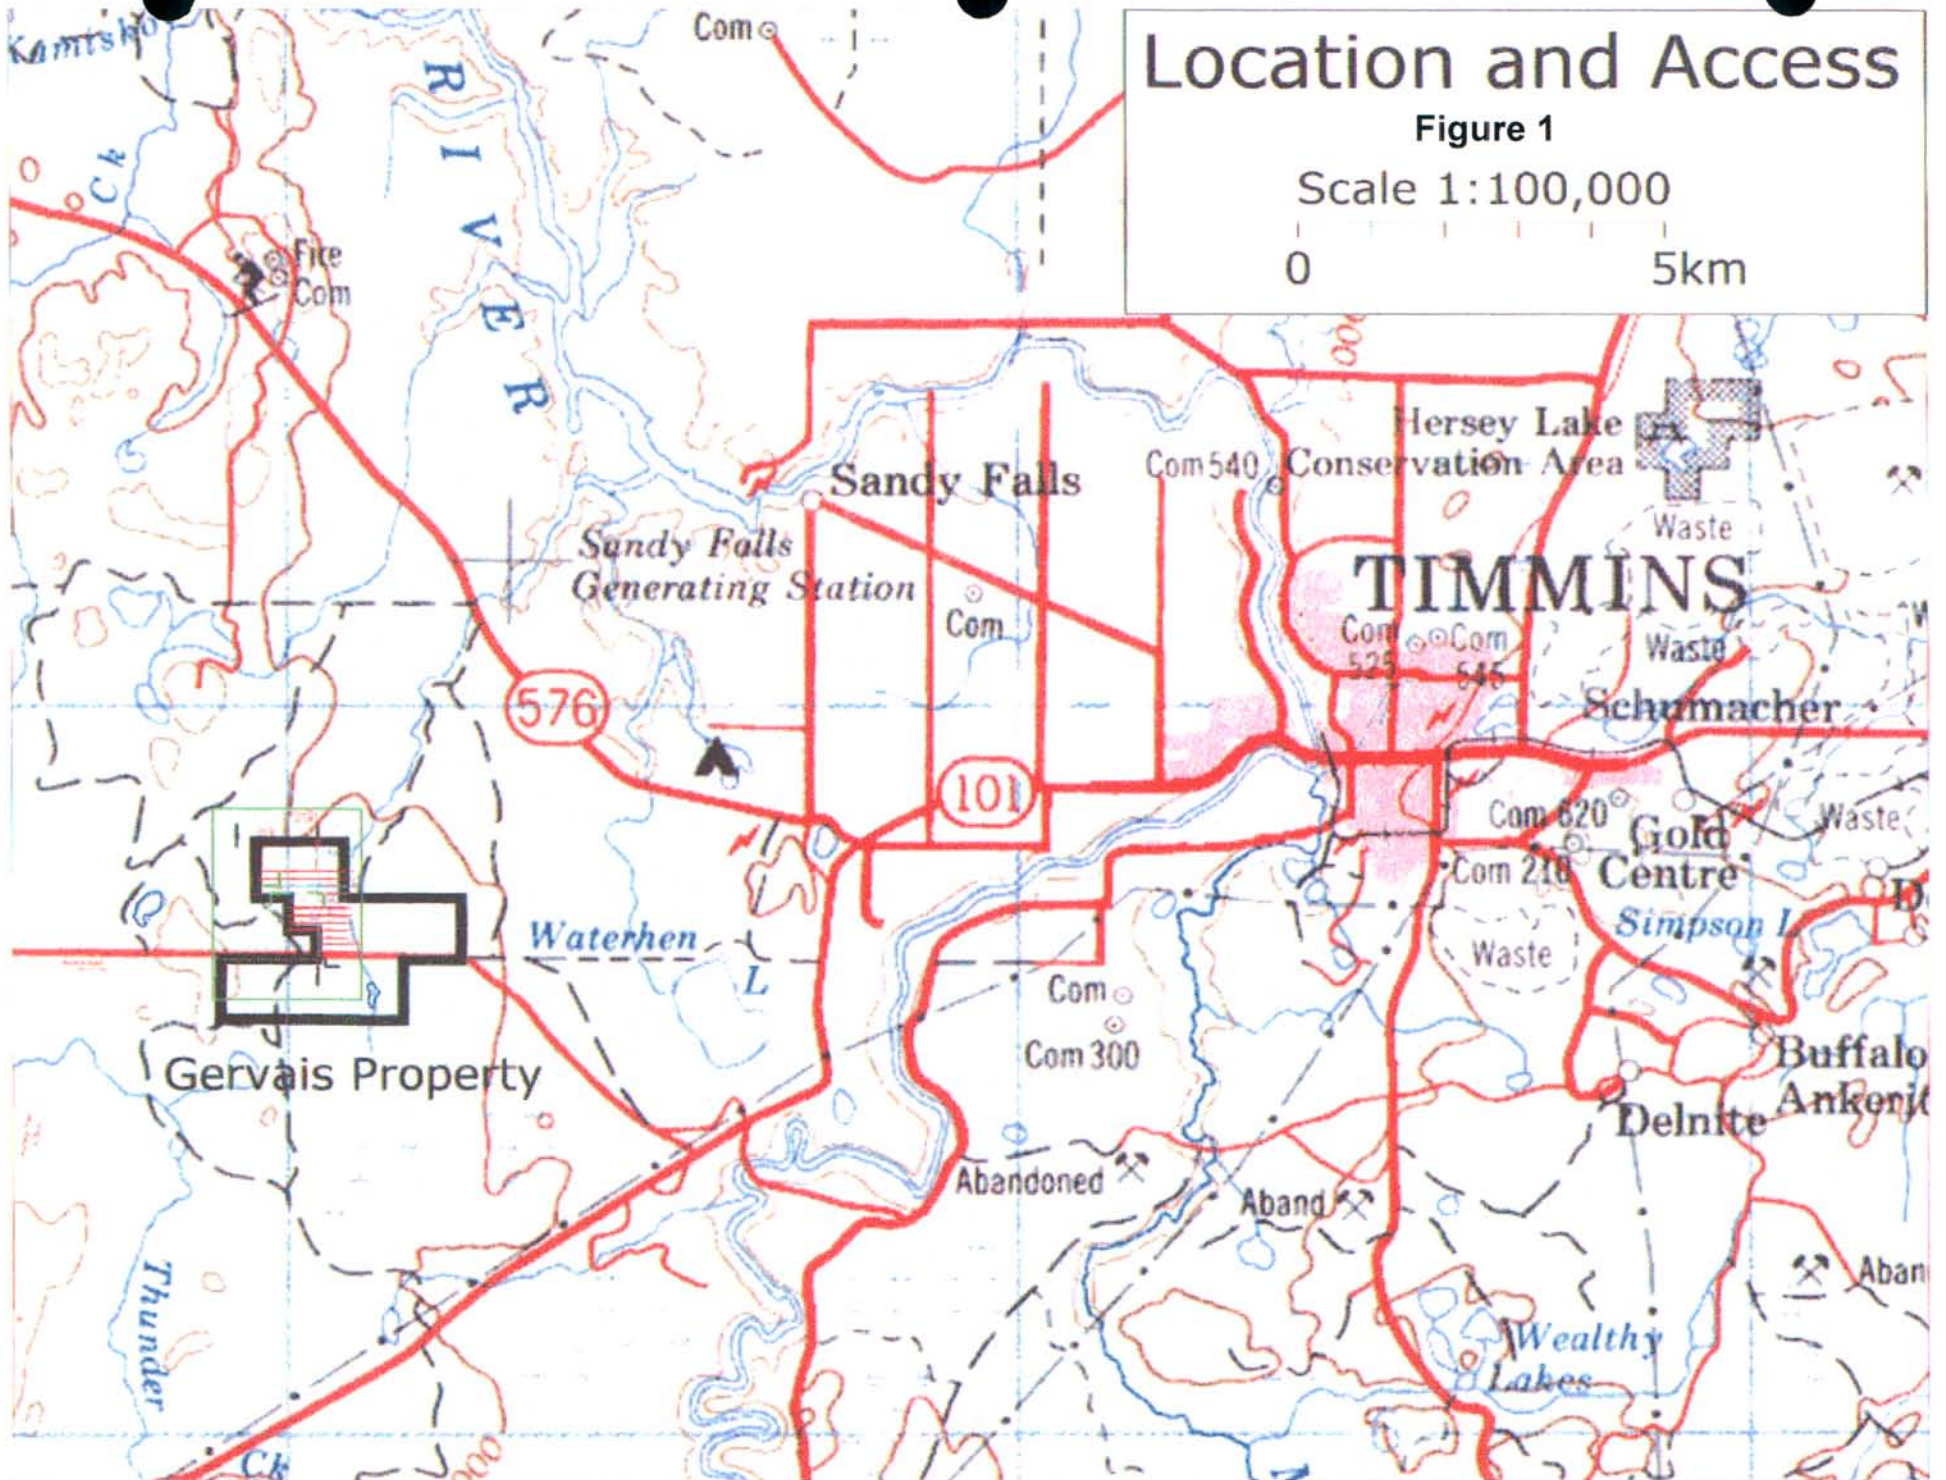 Location and Access
Figure 1
Scale 1:100,000
0 5km
Com
Ck
RIVER
Fire
Com
Hersey Lake
Conservation Area
Com 540
Sandy Falls
Waste
Sandy Falls
Generating Station
TIMMINS
Com
Com
525
Com
545
Waste
576
Schumacher
101
Com 620
Gold
Centre
Waste
Com 210
Simpson L
Waterhen
L
Waste
Com
Com 300
Gervais Property
Buffalo
Delnite
Abandoned
Aband
Aban
Thunder
Ck
Wealthy
Lakes